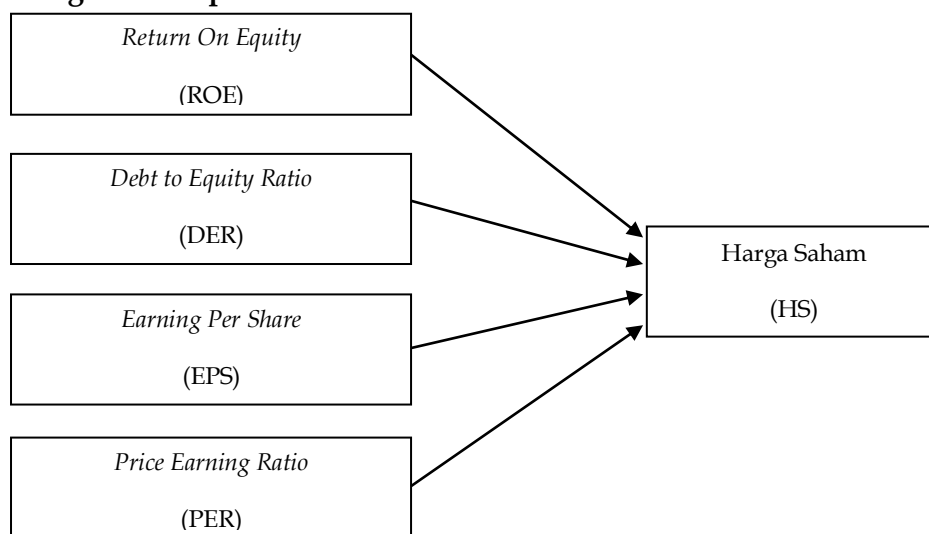 Return On Equity
(ROE)
Debt to Equity Ratio
(DER)
Earning Per Share
(EPS)
Price Earning Ratio
(PER)
Harga Saham
(HS)